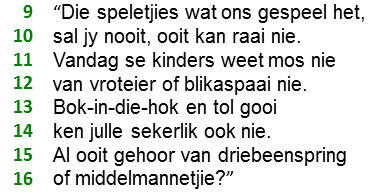 9 “Die speletjies wat ons gespeel het,
10 sal jy nooit, ooit kan raai nie.
11 Vandag se kinders weet mos nie
12 van vroteier of blikaspaai nie.
13 Bok-in-die-hok en tol gooi
14 ken julle sekerlik ook nie.
15 Al ooit gehoor van driebeenspring
16 of middelmannetjie?”